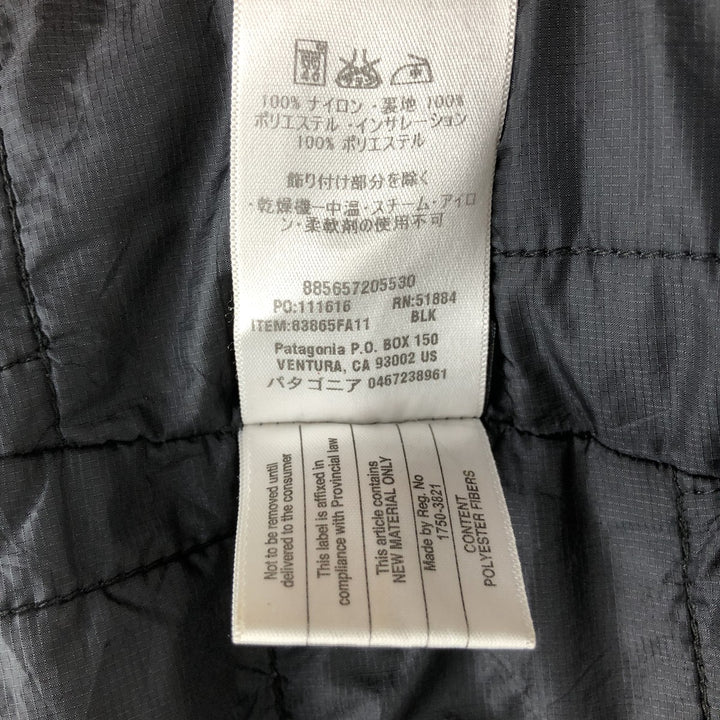 100% ナイロン・裏地 100%
ポリエステル・インサレーション
100% ポリエステル
飾り付け部分を除く
・乾燥機一中温・スチーム・アイロ
ン・柔軟剤の使用不可
885657205530
PO:111616 RN:51884
ITEM:83865FA11 BLK
Patagonia P.O. BOX 150
VENTURA, CA 93002 US
パタゴニア 0467238961
Not to be removed until
delivered to the consumer
This label is affixed in
compliance with Provincial law
This article contains
NEW MATERIAL ONLY
Made by Reg. No
1750-3821
CONTENT
POLYESTER FIBERS